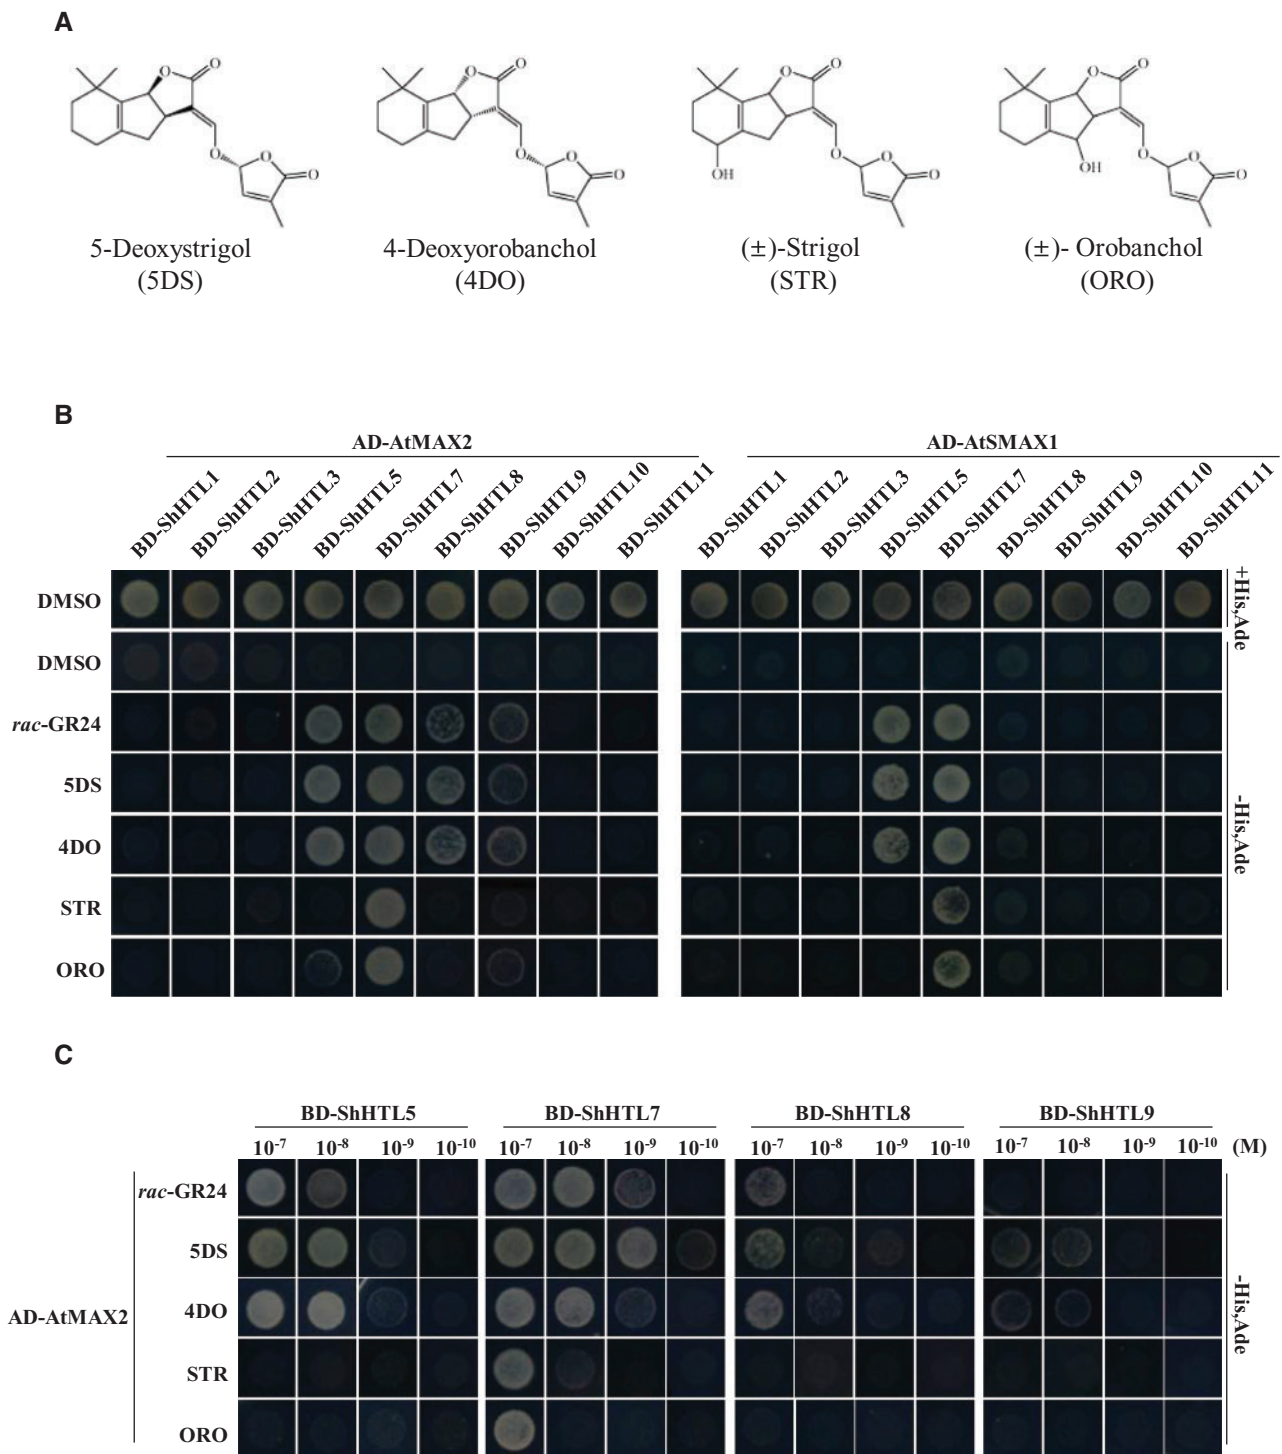 A
O O
O O O
O O
O
OH
O
O O
O O
O
OH
O
O O
5-Deoxystrigol 4-Deoxyorobanchol (±)-Strigol (±)- Orobanchol
(5DS) (4DO) (STR) (ORO)
B
AD-AtMAX2 AD-AtSMAX1
BD-ShHTL1 BD-ShHTL2 BD-ShHTL3 BD-ShHTL5 BD-ShHTL7 BD-ShHTL8 BD-ShHTL9 BD-ShHTL10 BD-ShHTL11 BD-ShHTL1 BD-ShHTL2 BD-ShHTL3 BD-ShHTL5 BD-ShHTL7 BD-ShHTL8 BD-ShHTL9 BD-ShHTL10 BD-ShHTL11
DMSO
+His,Ade
DMSO
rac-GR24
5DS
4DO
STR
ORO
-His,Ade
C
BD-ShHTL5 BD-ShHTL7 BD-ShHTL8 BD-ShHTL9
10⁻⁷ 10⁻⁸ 10⁻⁹ 10⁻¹⁰ 10⁻⁷ 10⁻⁸ 10⁻⁹ 10⁻¹⁰ 10⁻⁷ 10⁻⁸ 10⁻⁹ 10⁻¹⁰ 10⁻⁷ 10⁻⁸ 10⁻⁹ 10⁻¹⁰ (M)
rac-GR24
5DS
4DO
STR
ORO
AD-AtMAX2
-His,Ade